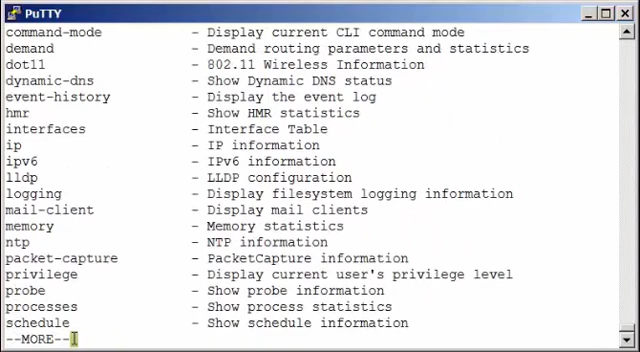 PuTTY
command-mode - Display current CLI command mode
demand - Demand routing parameters and statistics
dot11 - 802.11 Wireless Information
dynamic-dns - Show Dynamic DNS status
event-history - Display the event log
hmr - Show HMR statistics
interfaces - Interface Table
ip - IP information
ipv6 - IPv6 information
lldp - LLDP configuration
logging - Display filesystem logging information
mail-client - Display mail clients
memory - Memory statistics
ntp - NTP information
packet-capture - PacketCapture information
privilege - Display current user's privilege level
probe - Show probe information
processes - Show process statistics
schedule - Show schedule information
--MORE--